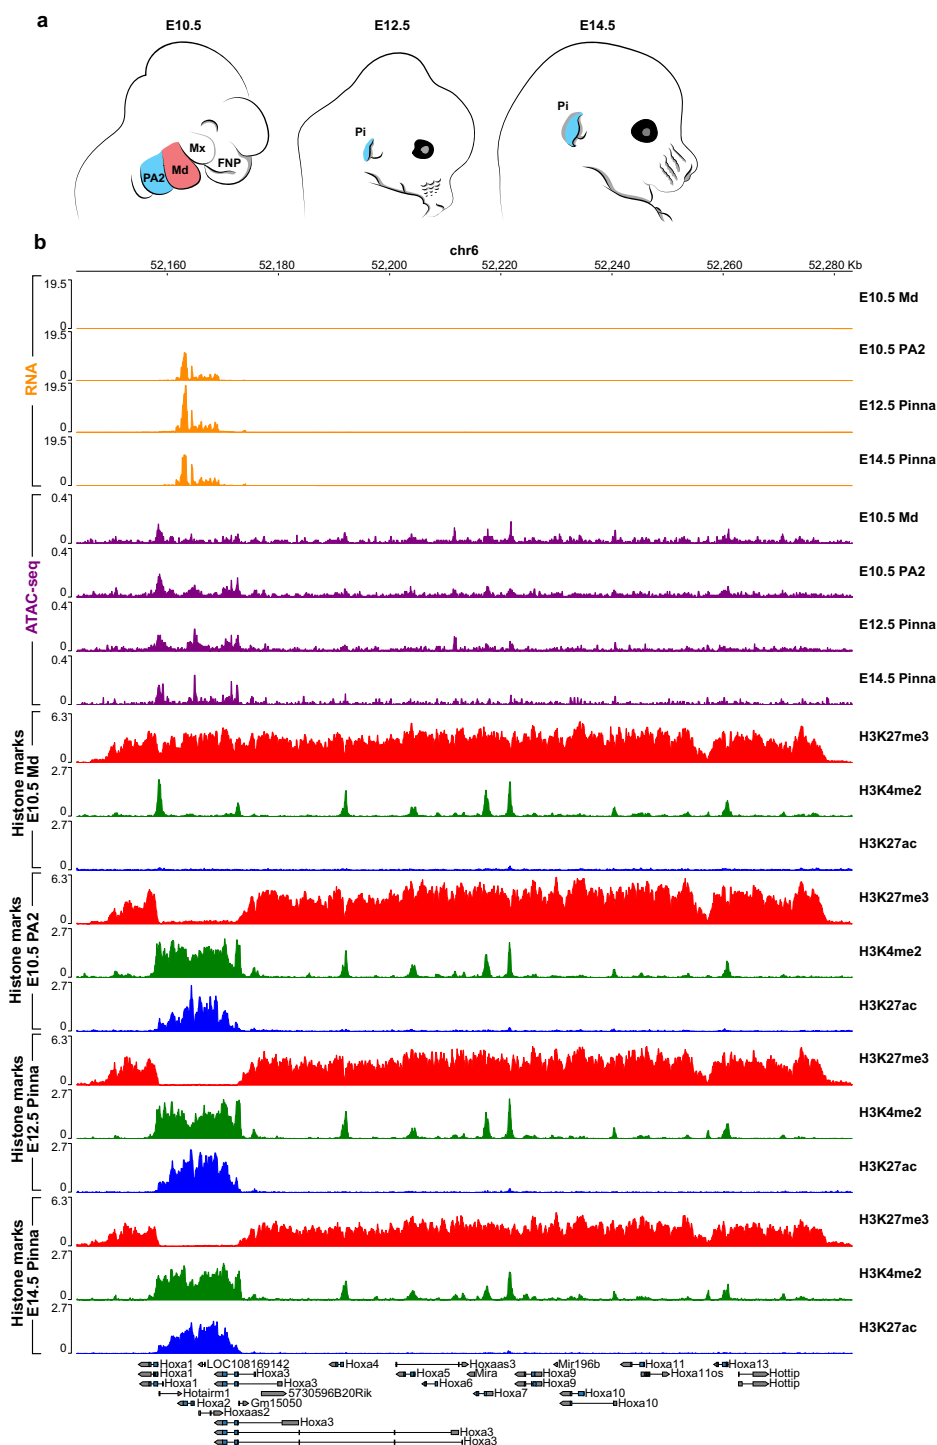 a
E10.5
E12.5
E14.5
PA2
Md
Mx
FNP
Pi
Pi
b
chr6
52,160
52,180
52,200
52,220
52,240
52,260
52,280 Kb
RNA
19.5
0
E10.5 Md
19.5
0
E10.5 PA2
19.5
0
E12.5 Pinna
19.5
0
E14.5 Pinna
ATAC-seq
0.4
0
E10.5 Md
0.4
0
E10.5 PA2
0.4
0
E12.5 Pinna
0.4
0
E14.5 Pinna
Histone marks
E10.5 Md
6.3
0
H3K27me3
2.7
0
H3K4me2
2.7
0
H3K27ac
Histone marks
E10.5 PA2
6.3
0
H3K27me3
2.7
0
H3K4me2
2.7
0
H3K27ac
Histone marks
E12.5 Pinna
6.3
0
H3K27me3
2.7
0
H3K4me2
2.7
0
H3K27ac
Histone marks
E14.5 Pinna
6.3
0
H3K27me3
2.7
0
H3K4me2
2.7
0
H3K27ac
Hoxa1 LOC108169142 Hoxa4 Hoxaas3 Mir196b Hoxa11 Hoxa13
Hoxa1 Hoxa3 Hoxa5 Mira Hoxa9 Hoxa11os Hottip
Hoxa1 Hoxa3 Hoxa6 Hoxa9 Hottip
Hotairm1 5730596B20Rik Hoxa7 Hoxa10
Hoxa2 Gm15050 Hoxa10
Hoxaas2
Hoxa3
Hoxa3
Hoxa3